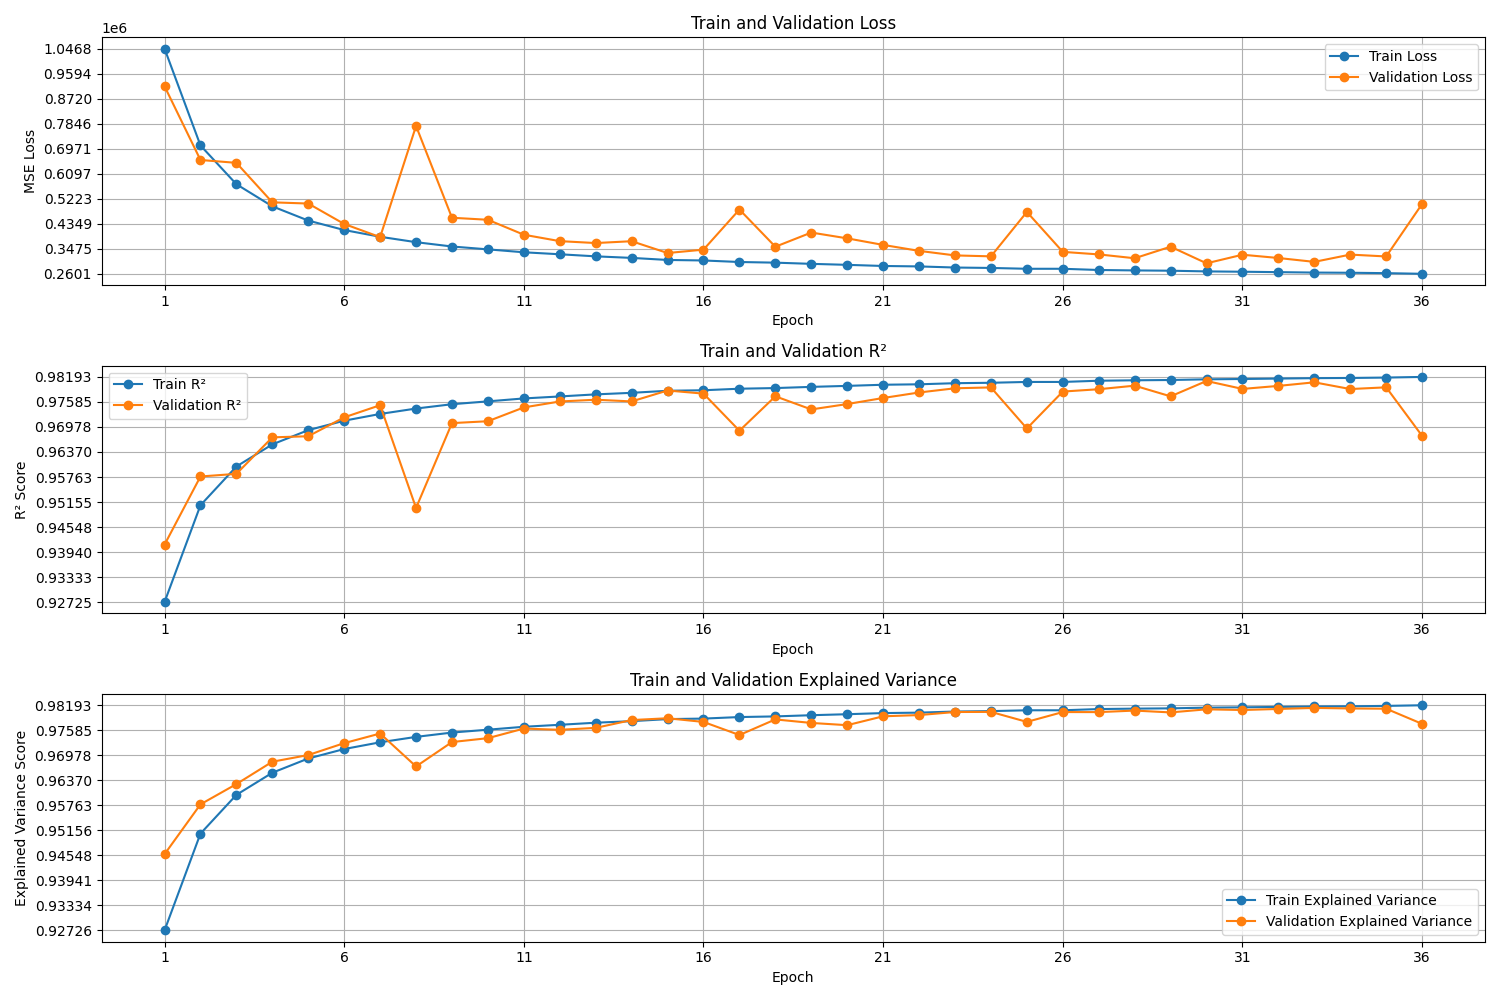 Train and Validation Loss
1e6
1.0468
0.9594
0.8720
0.7846
0.6971
0.6097
0.5223
0.4349
0.3475
0.2601
MSE Loss
Train Loss
Validation Loss
1 6 11 16 21 26 31 36
Epoch
Train and Validation R²
0.98193
0.97585
0.96978
0.96370
0.95763
0.95155
0.94548
0.93940
0.93333
0.92725
R² Score
Train R²
Validation R²
1 6 11 16 21 26 31 36
Epoch
Train and Validation Explained Variance
0.98193
0.97585
0.96978
0.96370
0.95763
0.95156
0.94548
0.93941
0.93334
0.92726
Explained Variance Score
Train Explained Variance
Validation Explained Variance
1 6 11 16 21 26 31 36
Epoch